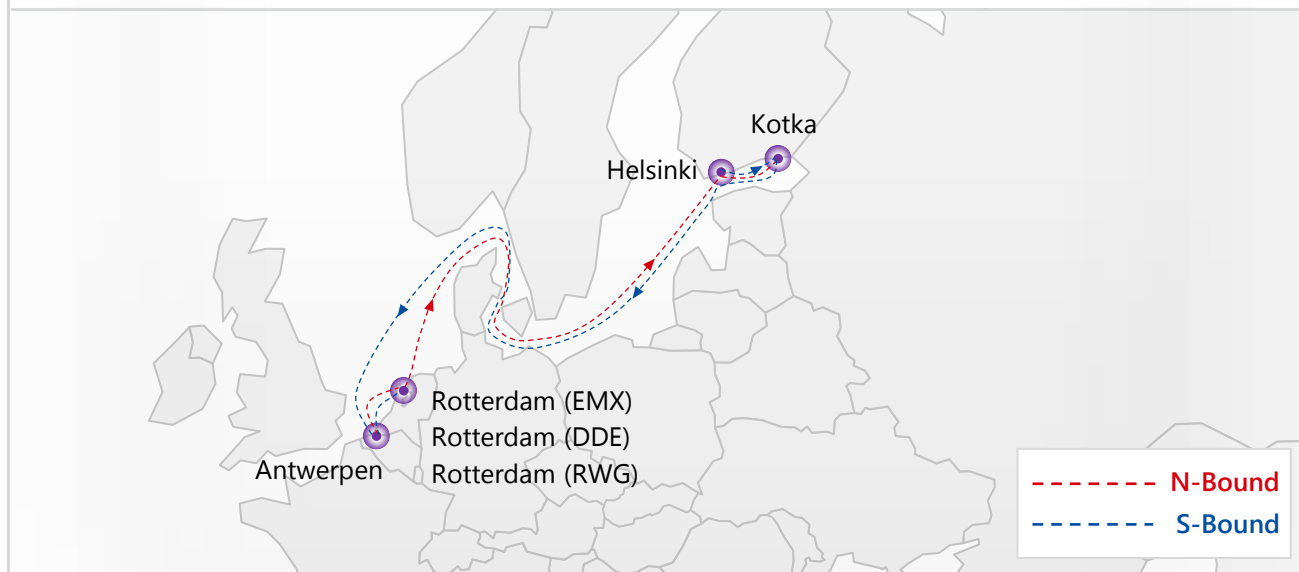 Kotka
Helsinki
Rotterdam (EMX)
Rotterdam (DDE)
Antwerpen
Rotterdam (RWG)
N-Bound
S-Bound